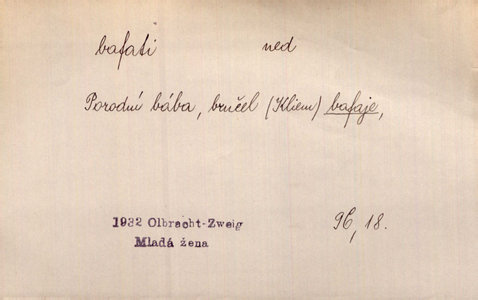 bafati ned
Porodní bába, bručel (Kliem) bafaje,
1932 Olbracht-Zweig 96, 18.
Mladá žena